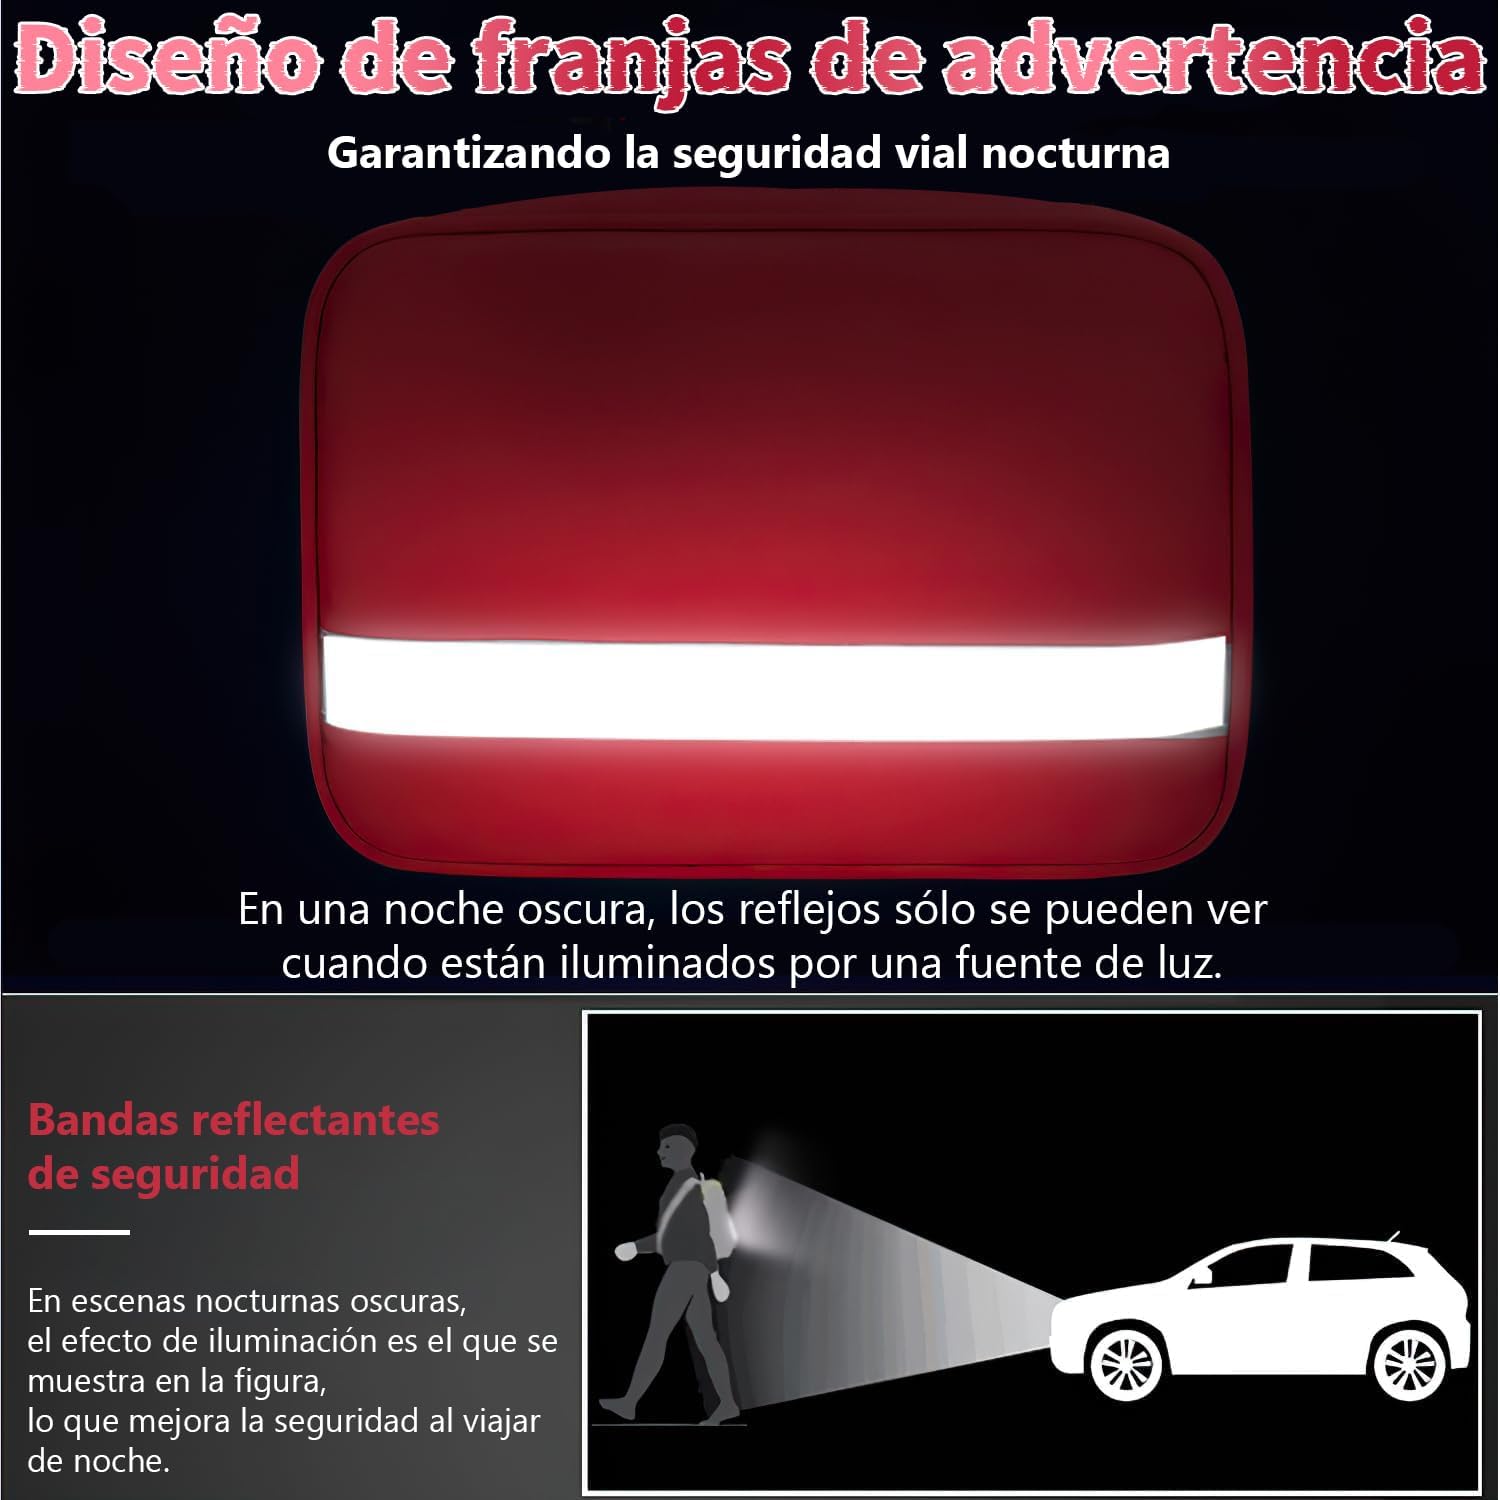 Diseño de franjas de advertencia
Garantizando la seguridad vial nocturna
En una noche oscura, los reflejos sólo se pueden ver
cuando están iluminados por una fuente de luz.
Bandas reflectantes
de seguridad
En escenas nocturnas oscuras,
el efecto de iluminación es el que se
muestra en la figura,
lo que mejora la seguridad al viajar
de noche.